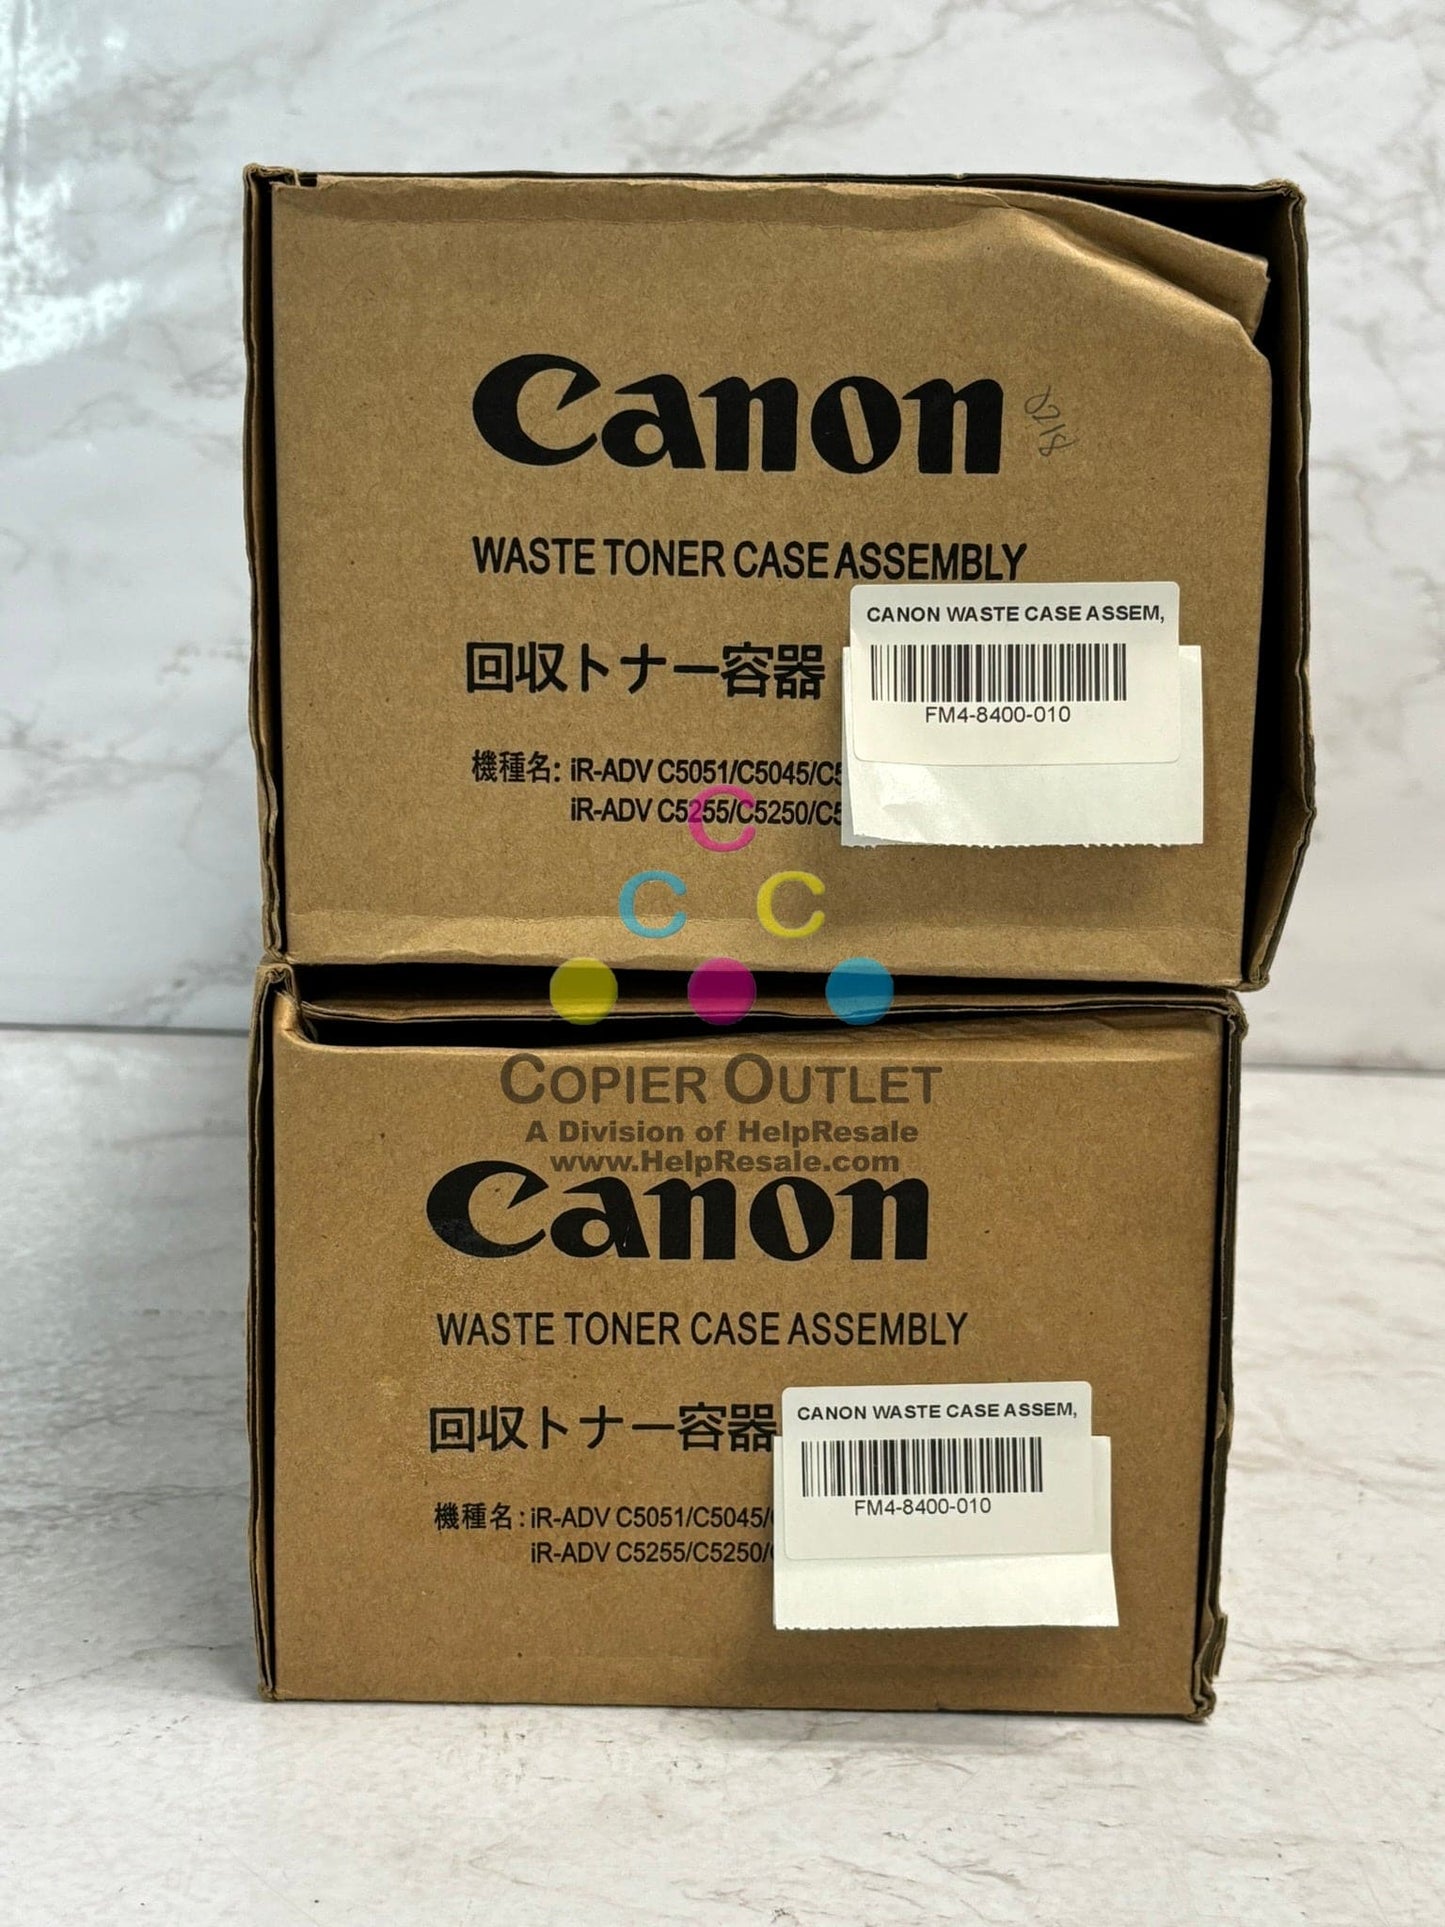 Canon
0218
WASTE TONER CASE ASSEMBLY
CANON WASTE CASE ASSEM,
回収トナー容器
FM4-8400-010
機種名: iR-ADV C5051/C5045/C5
iR-ADV C5255/C5250/C5
C
C C
COPIER OUTLET
A Division of HelpResale
www.HelpResale.com
Canon
WASTE TONER CASE ASSEMBLY
CANON WASTE CASE ASSEM,
回収トナー容器
FM4-8400-010
機種名: iR-ADV C5051/C5045/
iR-ADV C5255/C5250/